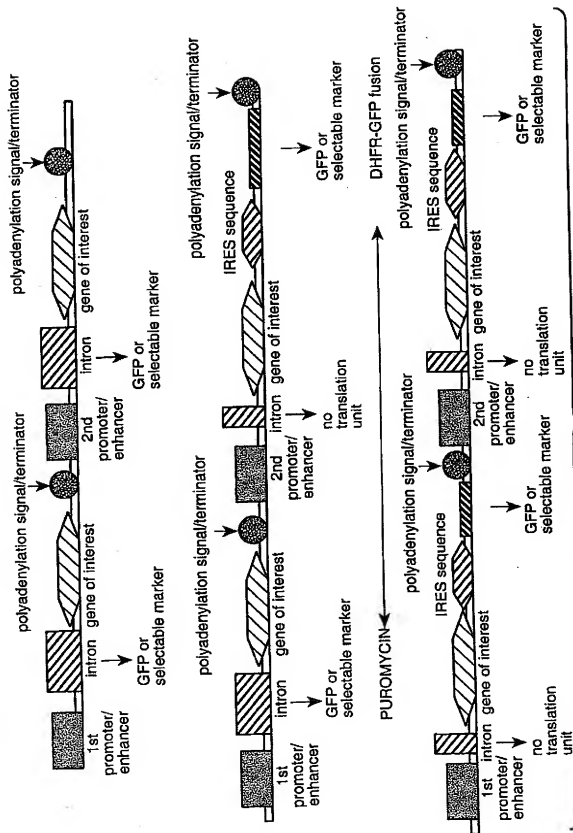 polyadenylation signal/terminator
polyadenylation signal/terminator
1st promoter/
enhancer
intron
GFP or
selectable marker
gene of interest
2nd
promoter/
enhancer
intron
GFP or
selectable marker
gene of interest
polyadenylation signal/terminator
polyadenylation signal/terminator
1st
promoter/
enhancer
intron
GFP or
selectable marker
gene of interest
2nd
promoter/
enhancer
intron
no
translation
unit
gene of interest
IRES sequence
GFP or
selectable marker
PUROMYCIN
DHFR-GFP fusion
polyadenylation signal/terminator
polyadenylation signal/terminator
1st
promoter/
enhancer
intron
no
translation
unit
gene of interest
IRES sequence
GFP or
selectable marker
2nd
promoter/
enhancer
intron
no
translation
unit
gene of interest
IRES sequence
GFP or
selectable marker